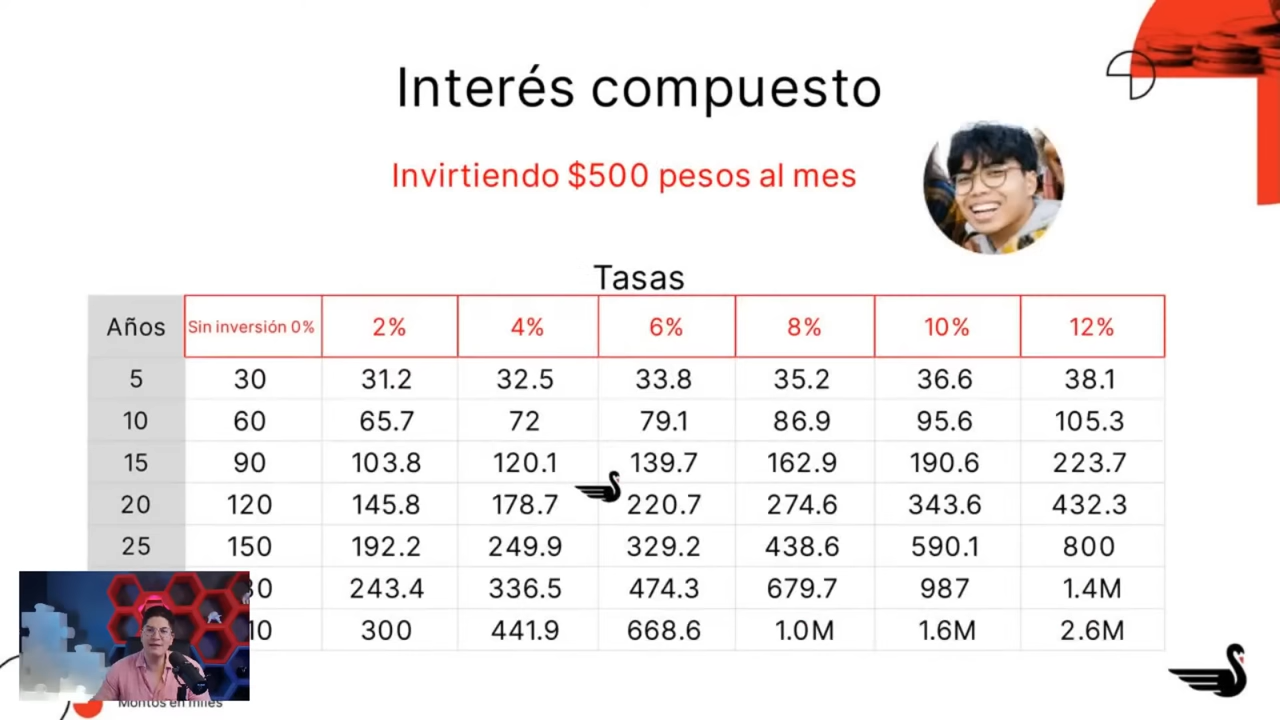 Interés compuesto
Invirtiendo $500 pesos al mes
Tasas
Años Sin inversión 0% 2% 4% 6% 8% 10% 12%
5 30 31.2 32.5 33.8 35.2 36.6 38.1
10 60 65.7 72 79.1 86.9 95.6 105.3
15 90 103.8 120.1 139.7 162.9 190.6 223.7
20 120 145.8 178.7 220.7 274.6 343.6 432.3
25 150 192.2 249.9 329.2 438.6 590.1 800
243.4 336.5 474.3 679.7 987 1.4M
300 441.9 668.6 1.0M 1.6M 2.6M
Montos en miles